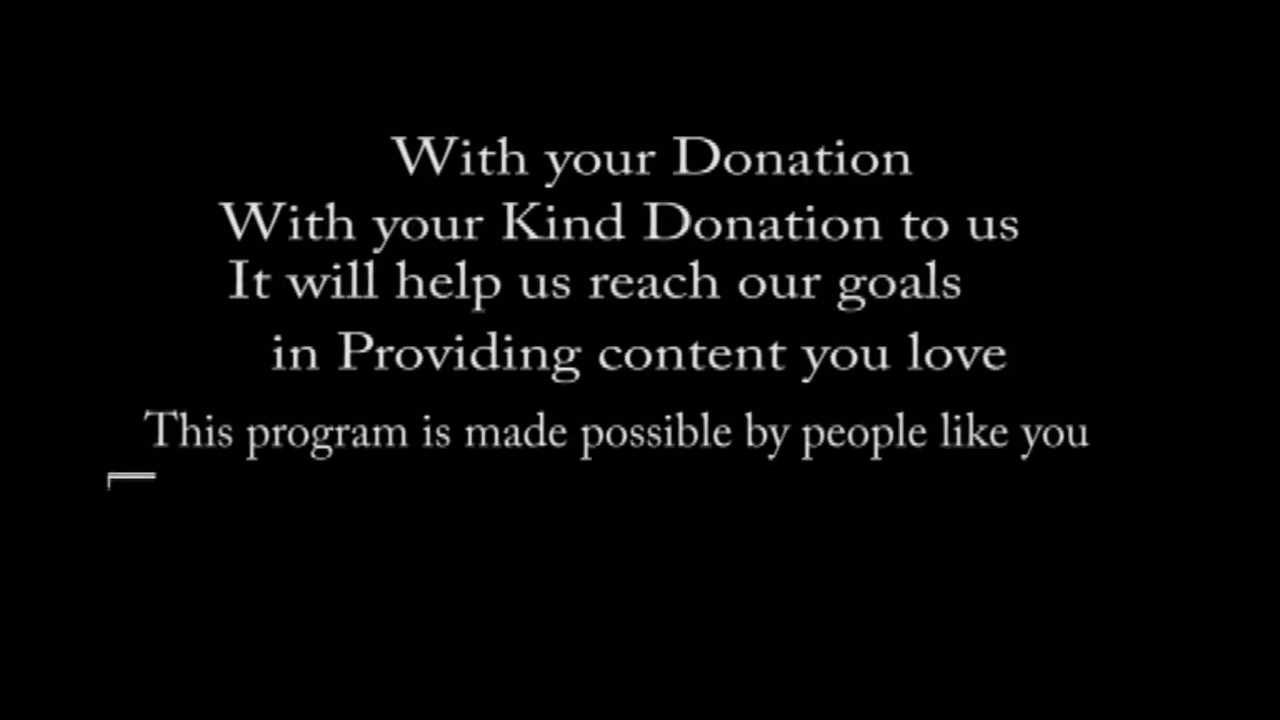 With your Donation
With your Kind Donation to us
It will help us reach our goals
in Providing content you love
This program is made possible by people like you